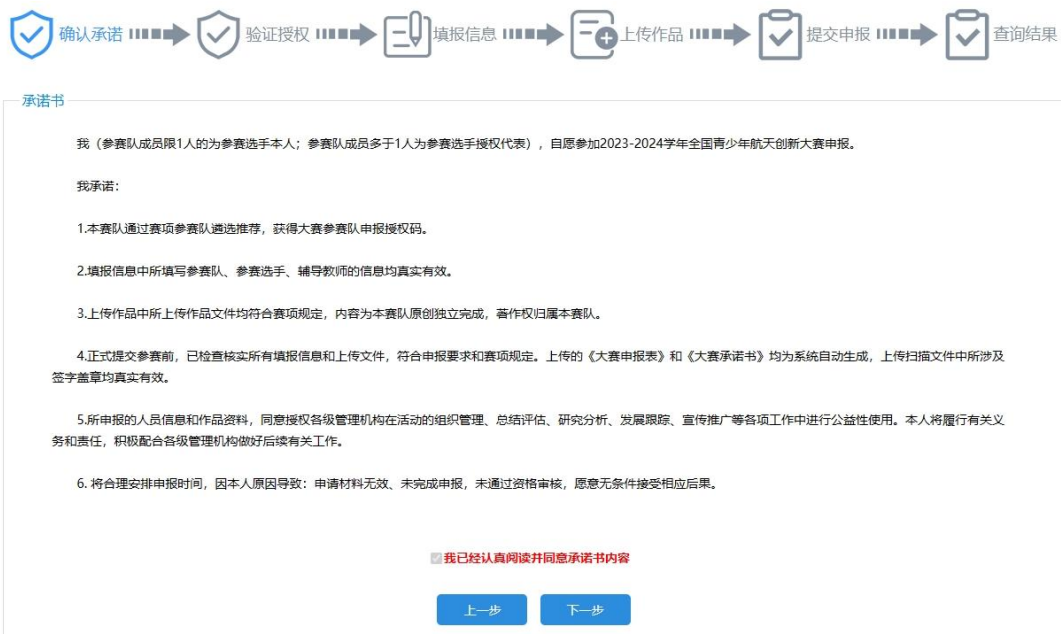 确认承诺 验证授权 填报信息 上传作品 提交申报 查询结果
承诺书
我（参赛队成员限1人的为参赛选手本人；参赛队成员多于1人为参赛选手授权代表），自愿参加2023-2024学年全国青少年航天创新大赛申报。
我承诺：
1.本赛队通过赛项参赛队遴选推荐，获得大赛参赛队申报授权码。
2.填报信息中所填写参赛队、参赛选手、辅导教师的信息均真实有效。
3.上传作品中所上传作品文件均符合赛项规定，内容为本赛队原创独立完成，著作权归属本赛队。
4.正式提交参赛前，已检查核实所有填报信息和上传文件，符合申报要求和赛项规定。上传的《大赛申报表》和《大赛承诺书》均为系统自动生成，上传扫描文件中所涉及
签字盖章均真实有效。
5.所申报的人员信息和作品资料，同意授权各级管理机构在活动的组织管理、总结评估、研究分析、发展跟踪、宣传推广等各项工作中进行公益性使用。本人将履行有关义
务和责任，积极配合各级管理机构做好后续有关工作。
6. 将合理安排申报时间，因本人原因导致：申请材料无效、未完成申报，未通过资格审核，愿意无条件接受相应后果。
我已经认真阅读并同意承诺书内容
上一步 下一步